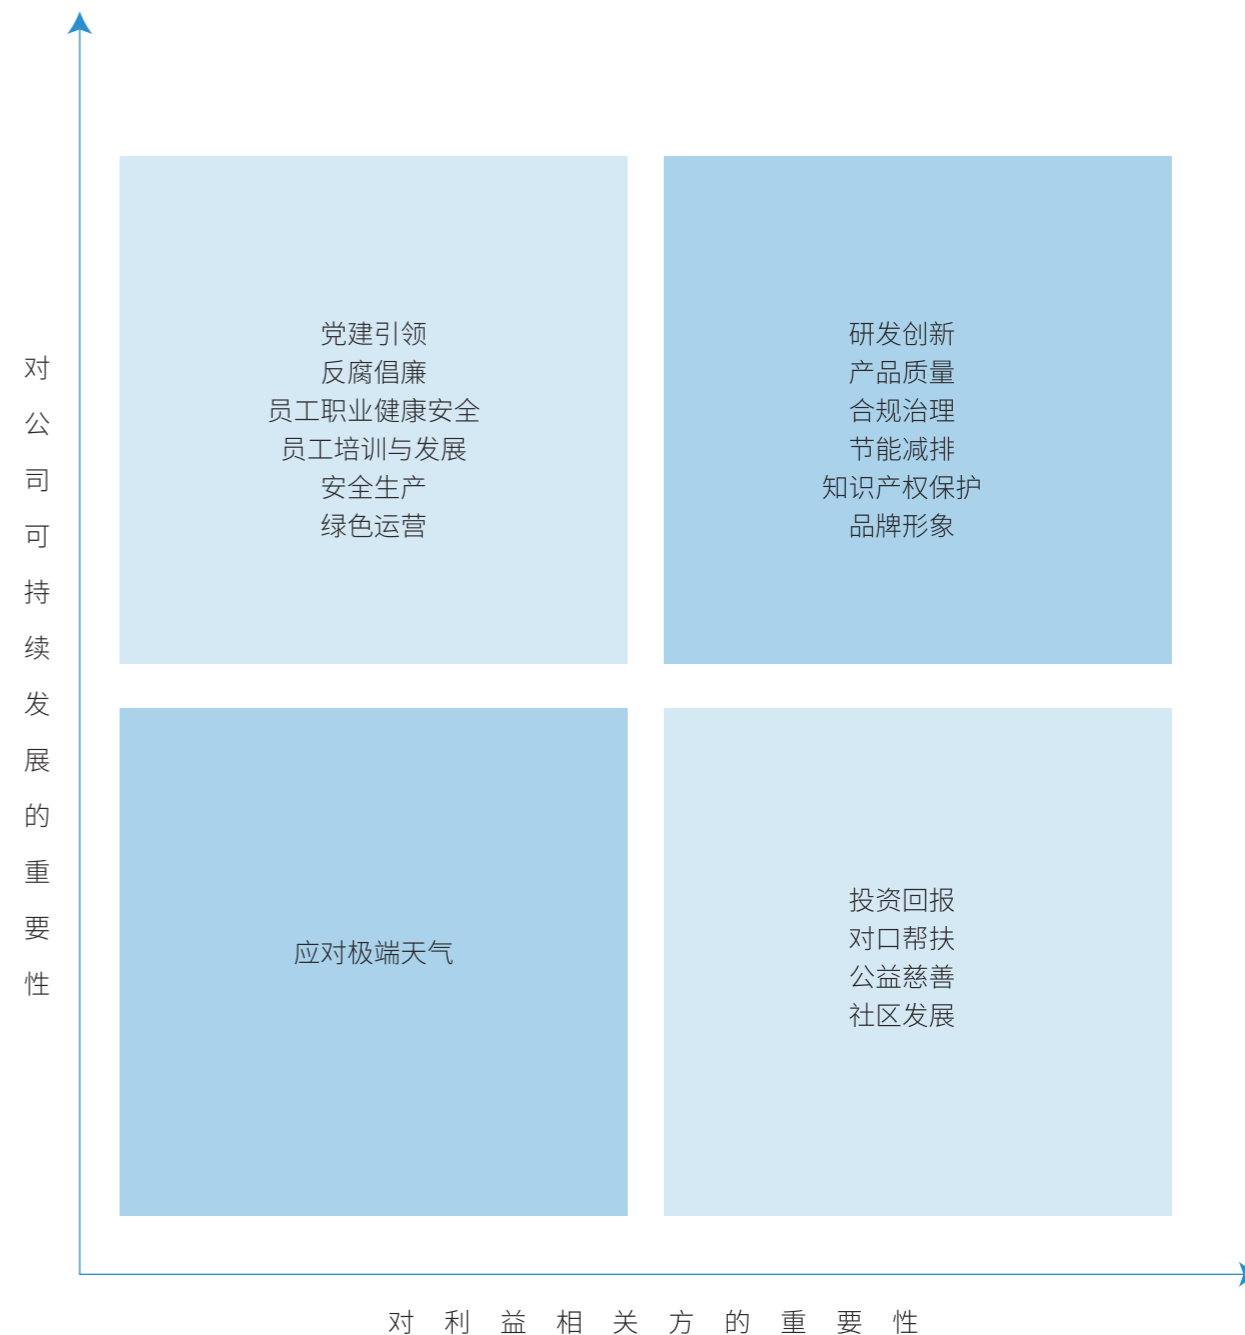 对公司可持续发展的重要性
党建引领
反腐倡廉
员工职业健康安全
员工培训与发展
安全生产
绿色运营
研发创新
产品质量
合规治理
节能减排
知识产权保护
品牌形象
应对极端天气
投资回报
对口帮扶
公益慈善
社区发展
对利益相关方的重要性